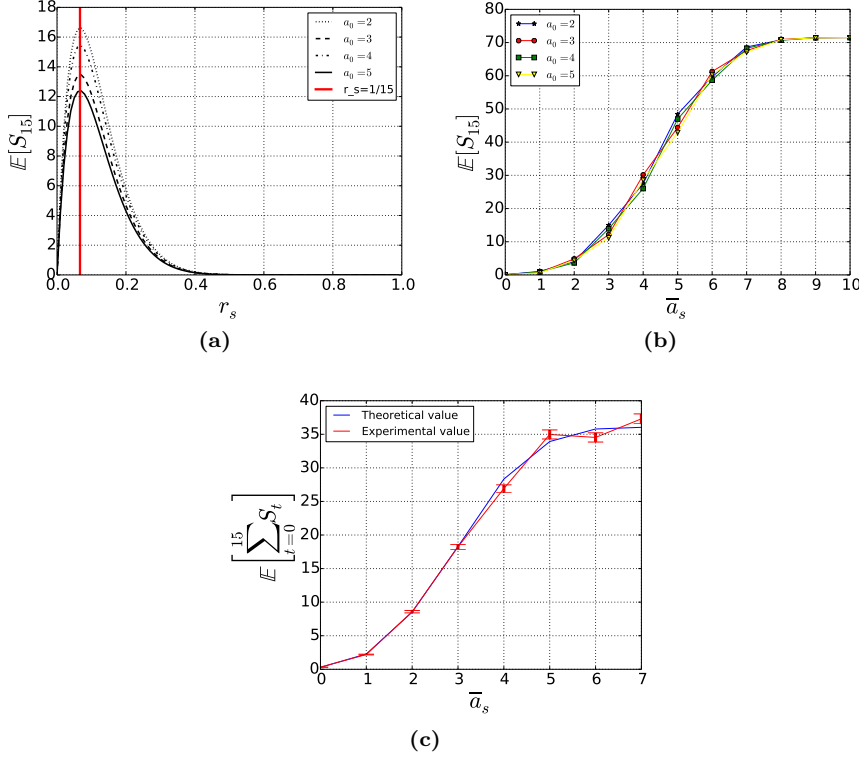 18
16
14
12
10
8
6
4
2
0
𝔼[S₁₅]
0.0 0.2 0.4 0.6 0.8 1.0
r_s
a₀ = 2
a₀ = 3
a₀ = 4
a₀ = 5
r_s=1/15
(a)
80
70
60
50
40
30
20
10
0
𝔼[S₁₅]
0 1 2 3 4 5 6 7 8 9 10
a̅_s
a₀ = 2
a₀ = 3
a₀ = 4
a₀ = 5
(b)
40
35
30
25
20
15
10
5
0
𝔼[∑_{t=0}^{15} S_t]
0 1 2 3 4 5 6 7
a̅_s
Theoretical value
Experimental value
(c)